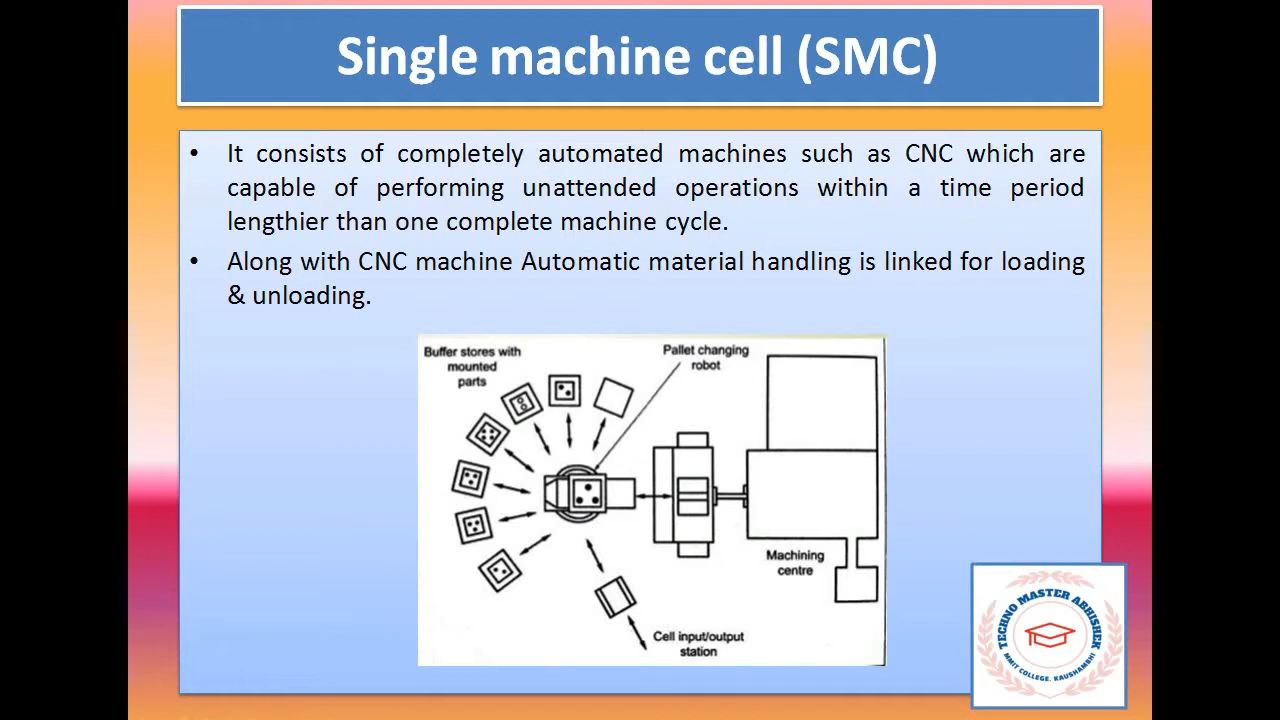 Single machine cell (SMC)
• It consists of completely automated machines such as CNC which are
capable of performing unattended operations within a time period
lengthier than one complete machine cycle.
• Along with CNC machine Automatic material handling is linked for loading
& unloading.
Buffer stores with
mounted
parts
Pallet changing
robot
Machining
centre
Cell input/output
station
TECHNO MASTER ABHISHEK
MMIT COLLEGE. KAUSHAMBHI